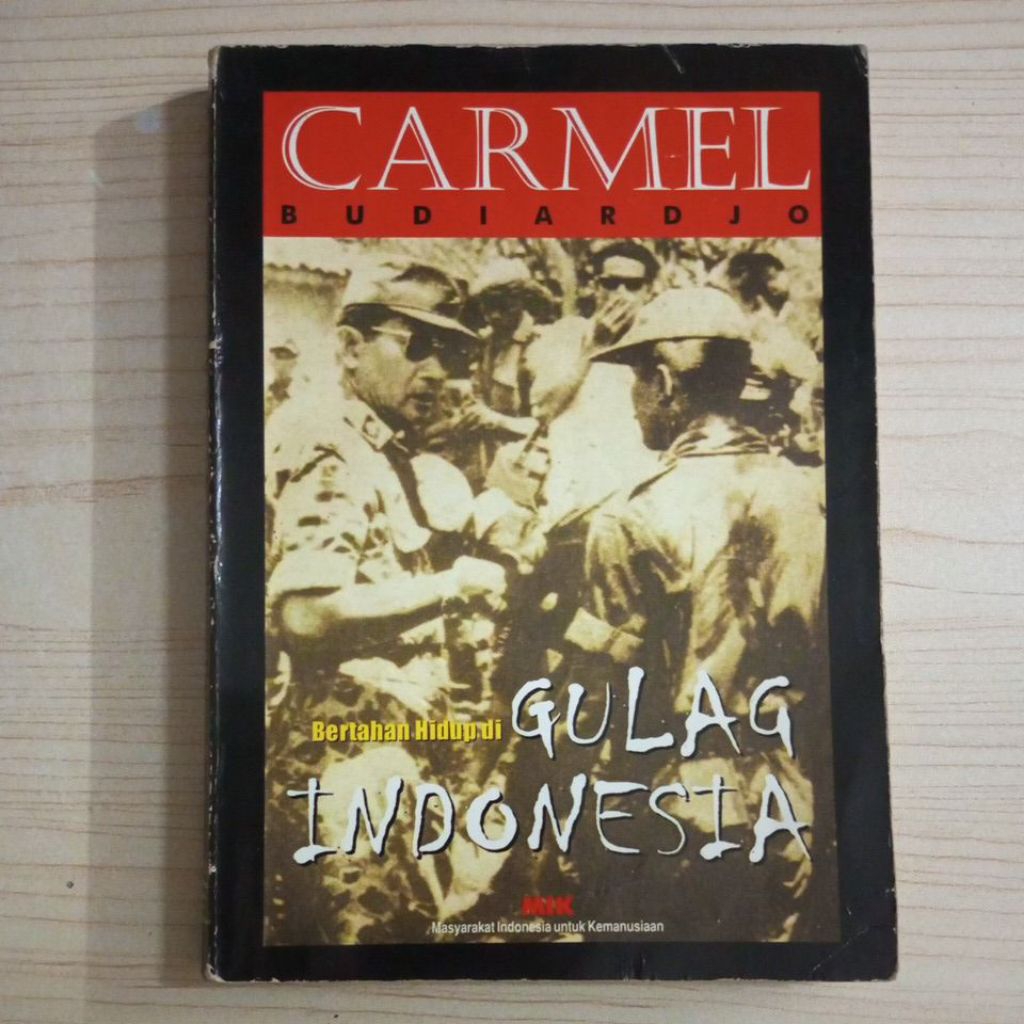 CARMEL
BUDIARDJO
Bertahan Hidup di GULAG
INDONESIA
MIK
Masyarakat Indonesia untuk Kemanusiaan